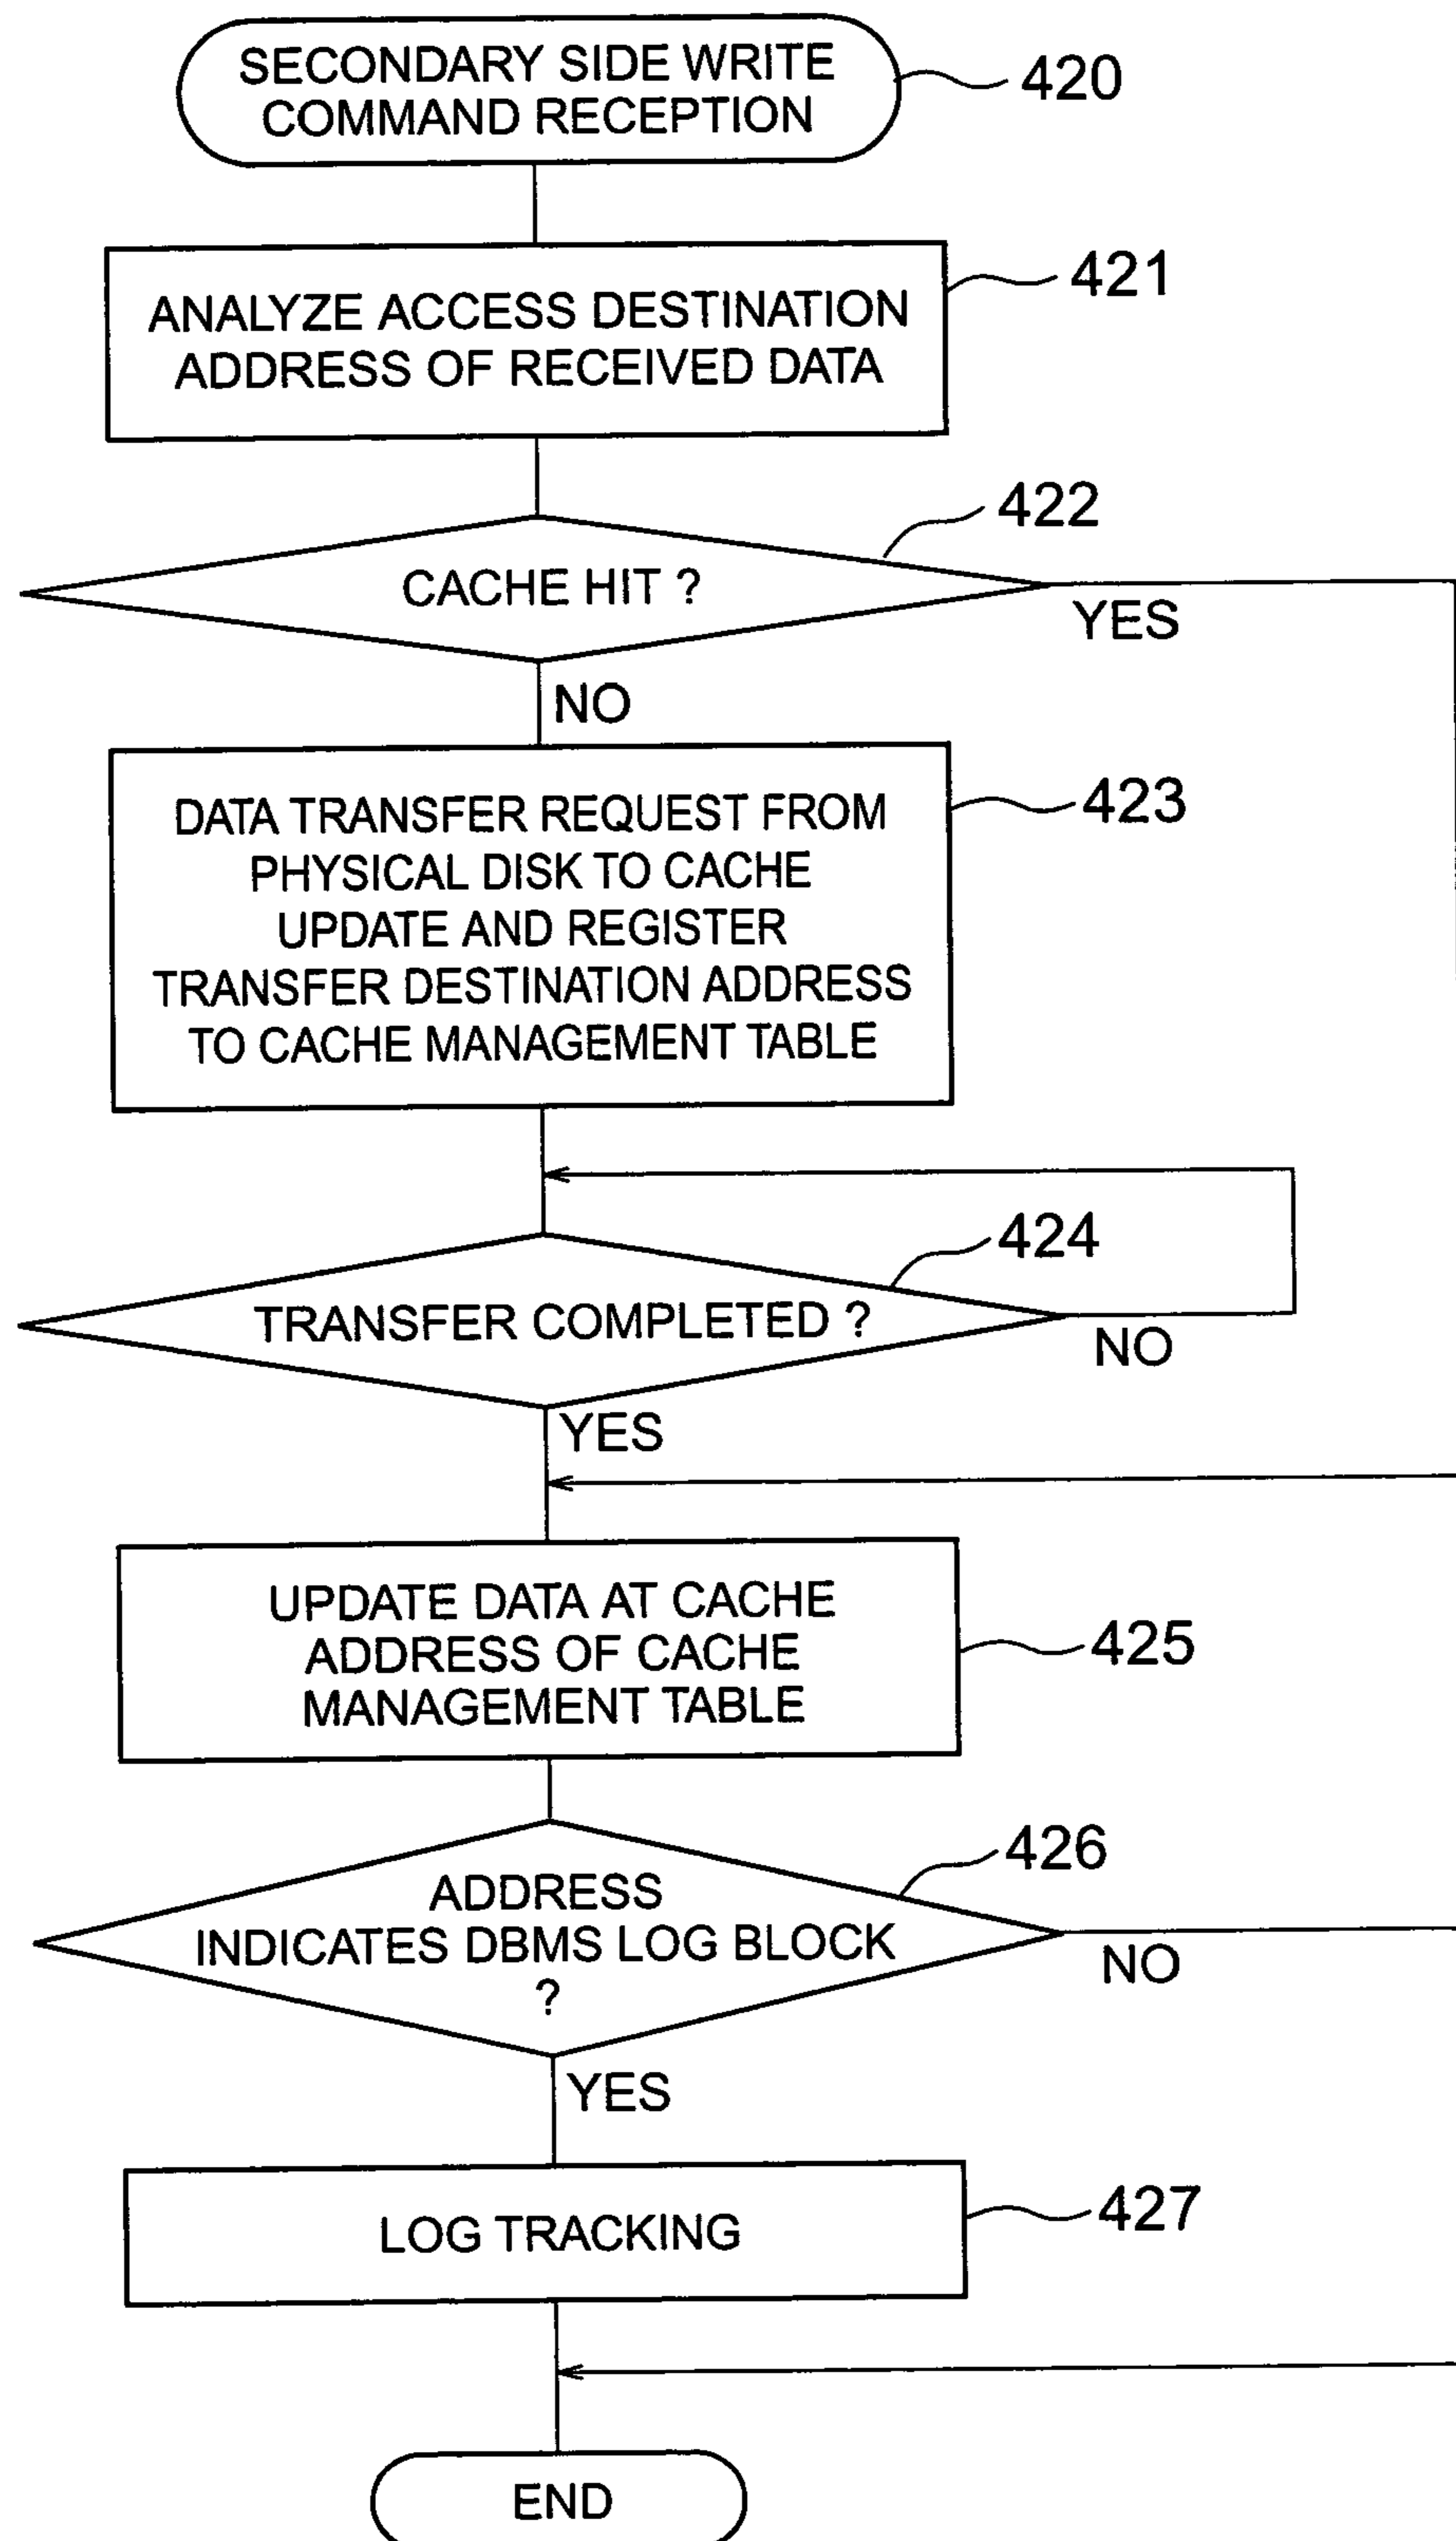 SECONDARY SIDE WRITE
COMMAND RECEPTION
420
ANALYZE ACCESS DESTINATION
ADDRESS OF RECEIVED DATA
421
CACHE HIT ?
422
YES
NO
DATA TRANSFER REQUEST FROM
PHYSICAL DISK TO CACHE
UPDATE AND REGISTER
TRANSFER DESTINATION ADDRESS
TO CACHE MANAGEMENT TABLE
423
TRANSFER COMPLETED ?
424
NO
YES
UPDATE DATA AT CACHE
ADDRESS OF CACHE
MANAGEMENT TABLE
425
ADDRESS
INDICATES DBMS LOG BLOCK
?
426
NO
YES
LOG TRACKING
427
END